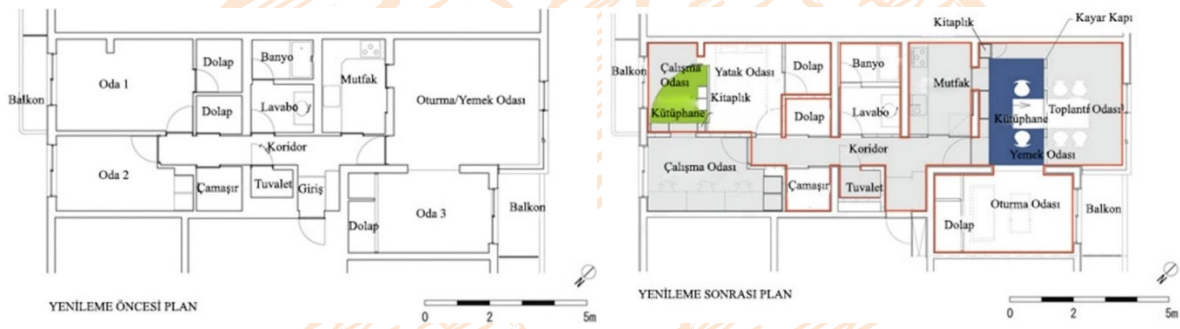 Dolap
Banyo
Oda 1
Mutfak
Balkon
Oturma/Yemek Odası
Dolap
Lavabo
Koridor
Oda 2
Çamaşır
Tuvalet
Giriş
Oda 3
Dolap
Balkon
N
YENİLEME ÖNCESİ PLAN
0
2
5m
Kitaplık
Kayar Kapı
Balkon
Çalışma
Odası
Yatak Odası
Dolap
Banyo
Mutfak
Kitaplık
Kütüphane
Dolap
Lavabo
Kütüphane
Toplantı Odası
Koridor
Yemek Odası
Çalışma Odası
Çamaşır
Tuvalet
Oturma Odası
Dolap
Balkon
N
YENİLEME SONRASI PLAN
0
2
5m